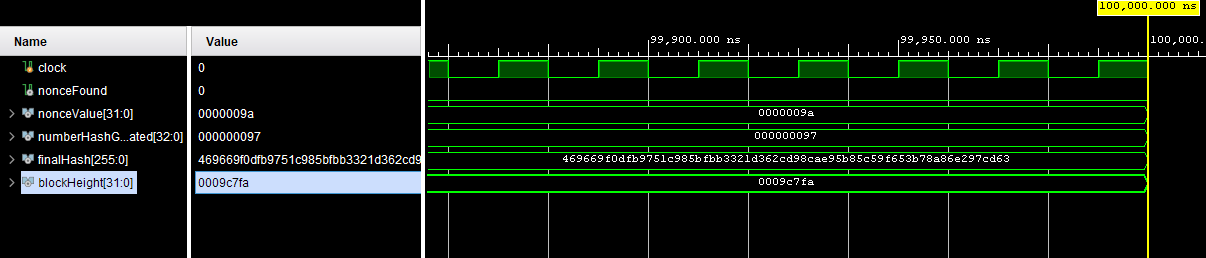 100,000.000 ns
Name Value
99,900.000 ns 99,950.000 ns 100,000.
clock 0
nonceFound 0
nonceValue[31:0] 0000009a 0000009a
numberHashG...ated[32:0] 000000097 000000097
finalHash[255:0] 469669f0dfb9751c985bfbb3321d362cd9 469669f0dfb9751c985bfbb3321d362cd98cae95b85c59f653b78a86e297cd63
blockHeight[31:0] 0009c7fa 0009c7fa